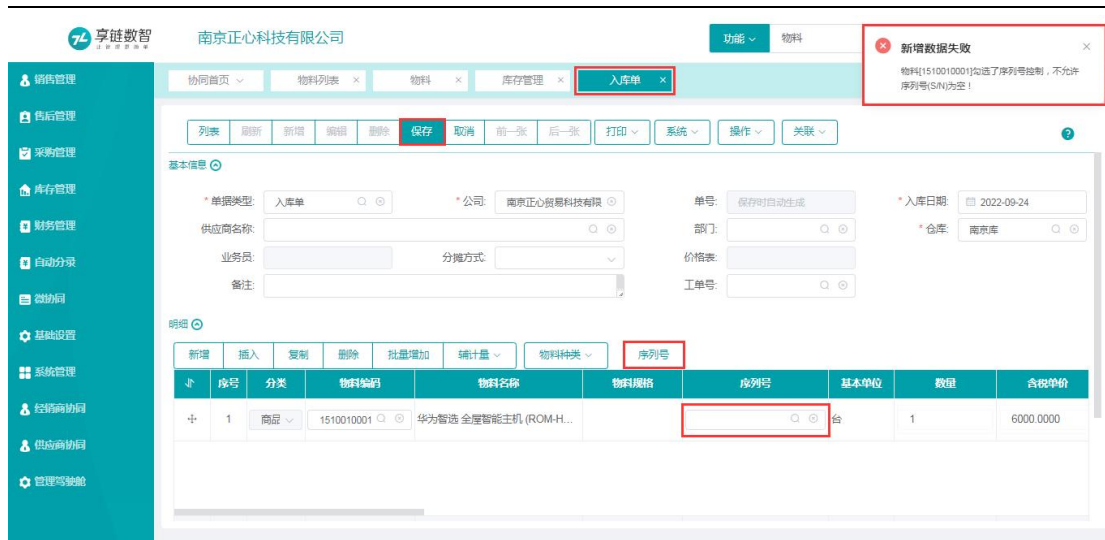 享链数智
南京正心科技有限公司
功能
物料
新增数据失败
物料[1510010001]勾选了序列号控制，不允许
序列号(S/N)为空！
销售管理
售后管理
采购管理
库存管理
财务管理
自动分录
微协同
基础设置
系统管理
经销商协同
供应商协同
管理驾驶舱
协同首页 物料列表 × 物料 × 库存管理 × 入库单 ×
列表 刷新 新增 编辑 删除 保存 取消 前一张 后一张 打印 系统 操作 关联
基本信息
* 单据类型: 入库单 * 公司: 南京正心贸易科技有限 单号: 保存时自动生成 * 入库日期: 2022-09-24
供应商名称: 部门: * 仓库: 南京库
业务员: 分摊方式: 价格表:
备注: 工单号:
明细
新增 插入 复制 删除 批量增加 辅计量 物料种类 序列号
序号 分类 物料编码 物料名称 物料规格 序列号 基本单位 数量 含税单价
1 商品 1510010001 华为智选 全屋智能主机 (ROM-H... 台 1 6000.0000